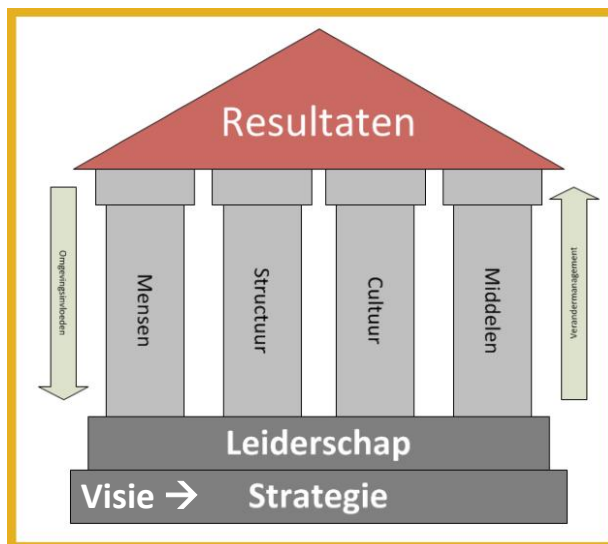 Resultaten
Omgevingsinvloeden
Mensen
Structuur
Cultuur
Middelen
Verandermanagement
Leiderschap
Visie → Strategie